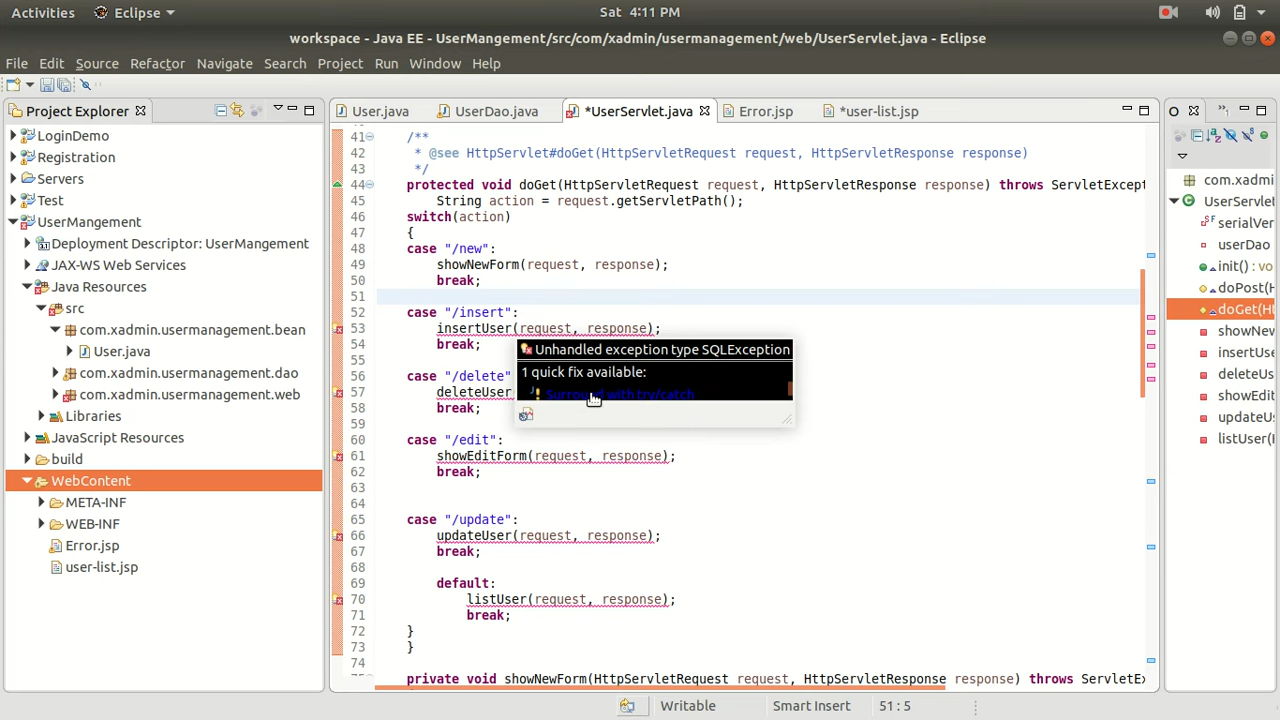 Activities Eclipse Sat 4:11 PM
workspace - Java EE - UserMangement/src/com/xadmin/usermanagement/web/UserServlet.java - Eclipse
File Edit Source Refactor Navigate Search Project Run Window Help
Project Explorer
LoginDemo
Registration
Servers
Test
UserMangement
Deployment Descriptor: UserMangement
JAX-WS Web Services
Java Resources
src
com.xadmin.usermanagement.bean
User.java
com.xadmin.usermanagement.dao
com.xadmin.usermanagement.web
Libraries
JavaScript Resources
build
WebContent
META-INF
WEB-INF
Error.jsp
user-list.jsp
User.java UserDao.java *UserServlet.java Error.jsp *user-list.jsp
41 /**
42 * @see HttpServlet#doGet(HttpServletRequest request, HttpServletResponse response)
43 */
44 protected void doGet(HttpServletRequest request, HttpServletResponse response) throws ServletExcept
45 String action = request.getServletPath();
46 switch(action)
47 {
48 case "/new":
49 showNewForm(request, response);
50 break;
51
52 case "/insert":
53 insertUser(request, response);
54 break;
55
56 case "/delete"
57 deleteUser
58 break;
59
60 case "/edit":
61 showEditForm(request, response);
62 break;
63
64
65 case "/update":
66 updateUser(request, response);
67 break;
68
69 default:
70 listUser(request, response);
71 break;
72 }
73 }
74
private void showNewForm(HttpServletRequest request, HttpServletResponse response) throws ServletEx
Unhandled exception type SQLException
1 quick fix available:
Surround with try/catch
O
com.xadmin
UserServlet
serialVer
userDao
init() : vo
doPost(H
doGet(H
showNew
insertUse
deleteUs
showEdit
updateUs
listUser(H
Writable Smart Insert 51 : 5